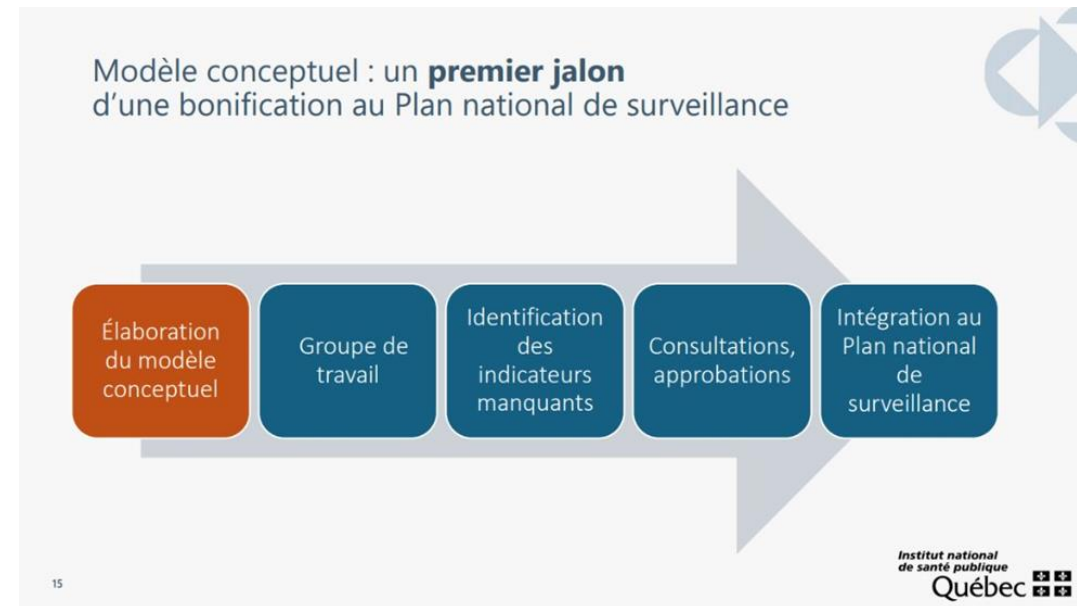 Modèle conceptuel : un premier jalon
d’une bonification au Plan national de surveillance
Élaboration
du modèle
conceptuel
Groupe de
travail
Identification
des
indicateurs
manquants
Consultations,
approbations
Intégration au
Plan national
de
surveillance
15
Institut national
de santé publique
Québec